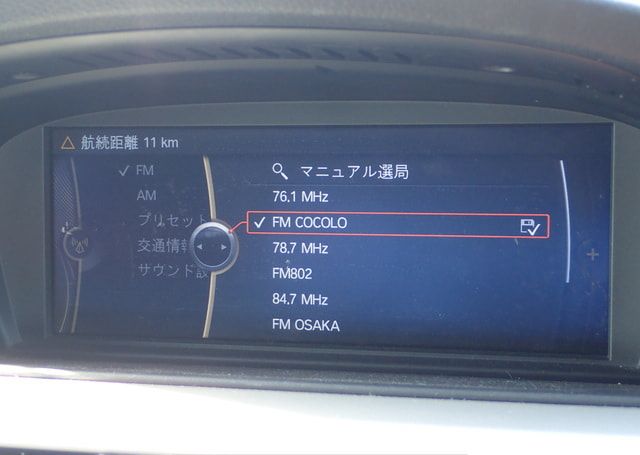 航続距離 11 km
FM
AM
プリセット
交通情報
サウンド設
マニュアル選局
76.1 MHz
FM COCOLO
78.7 MHz
FM802
84.7 MHz
FM OSAKA